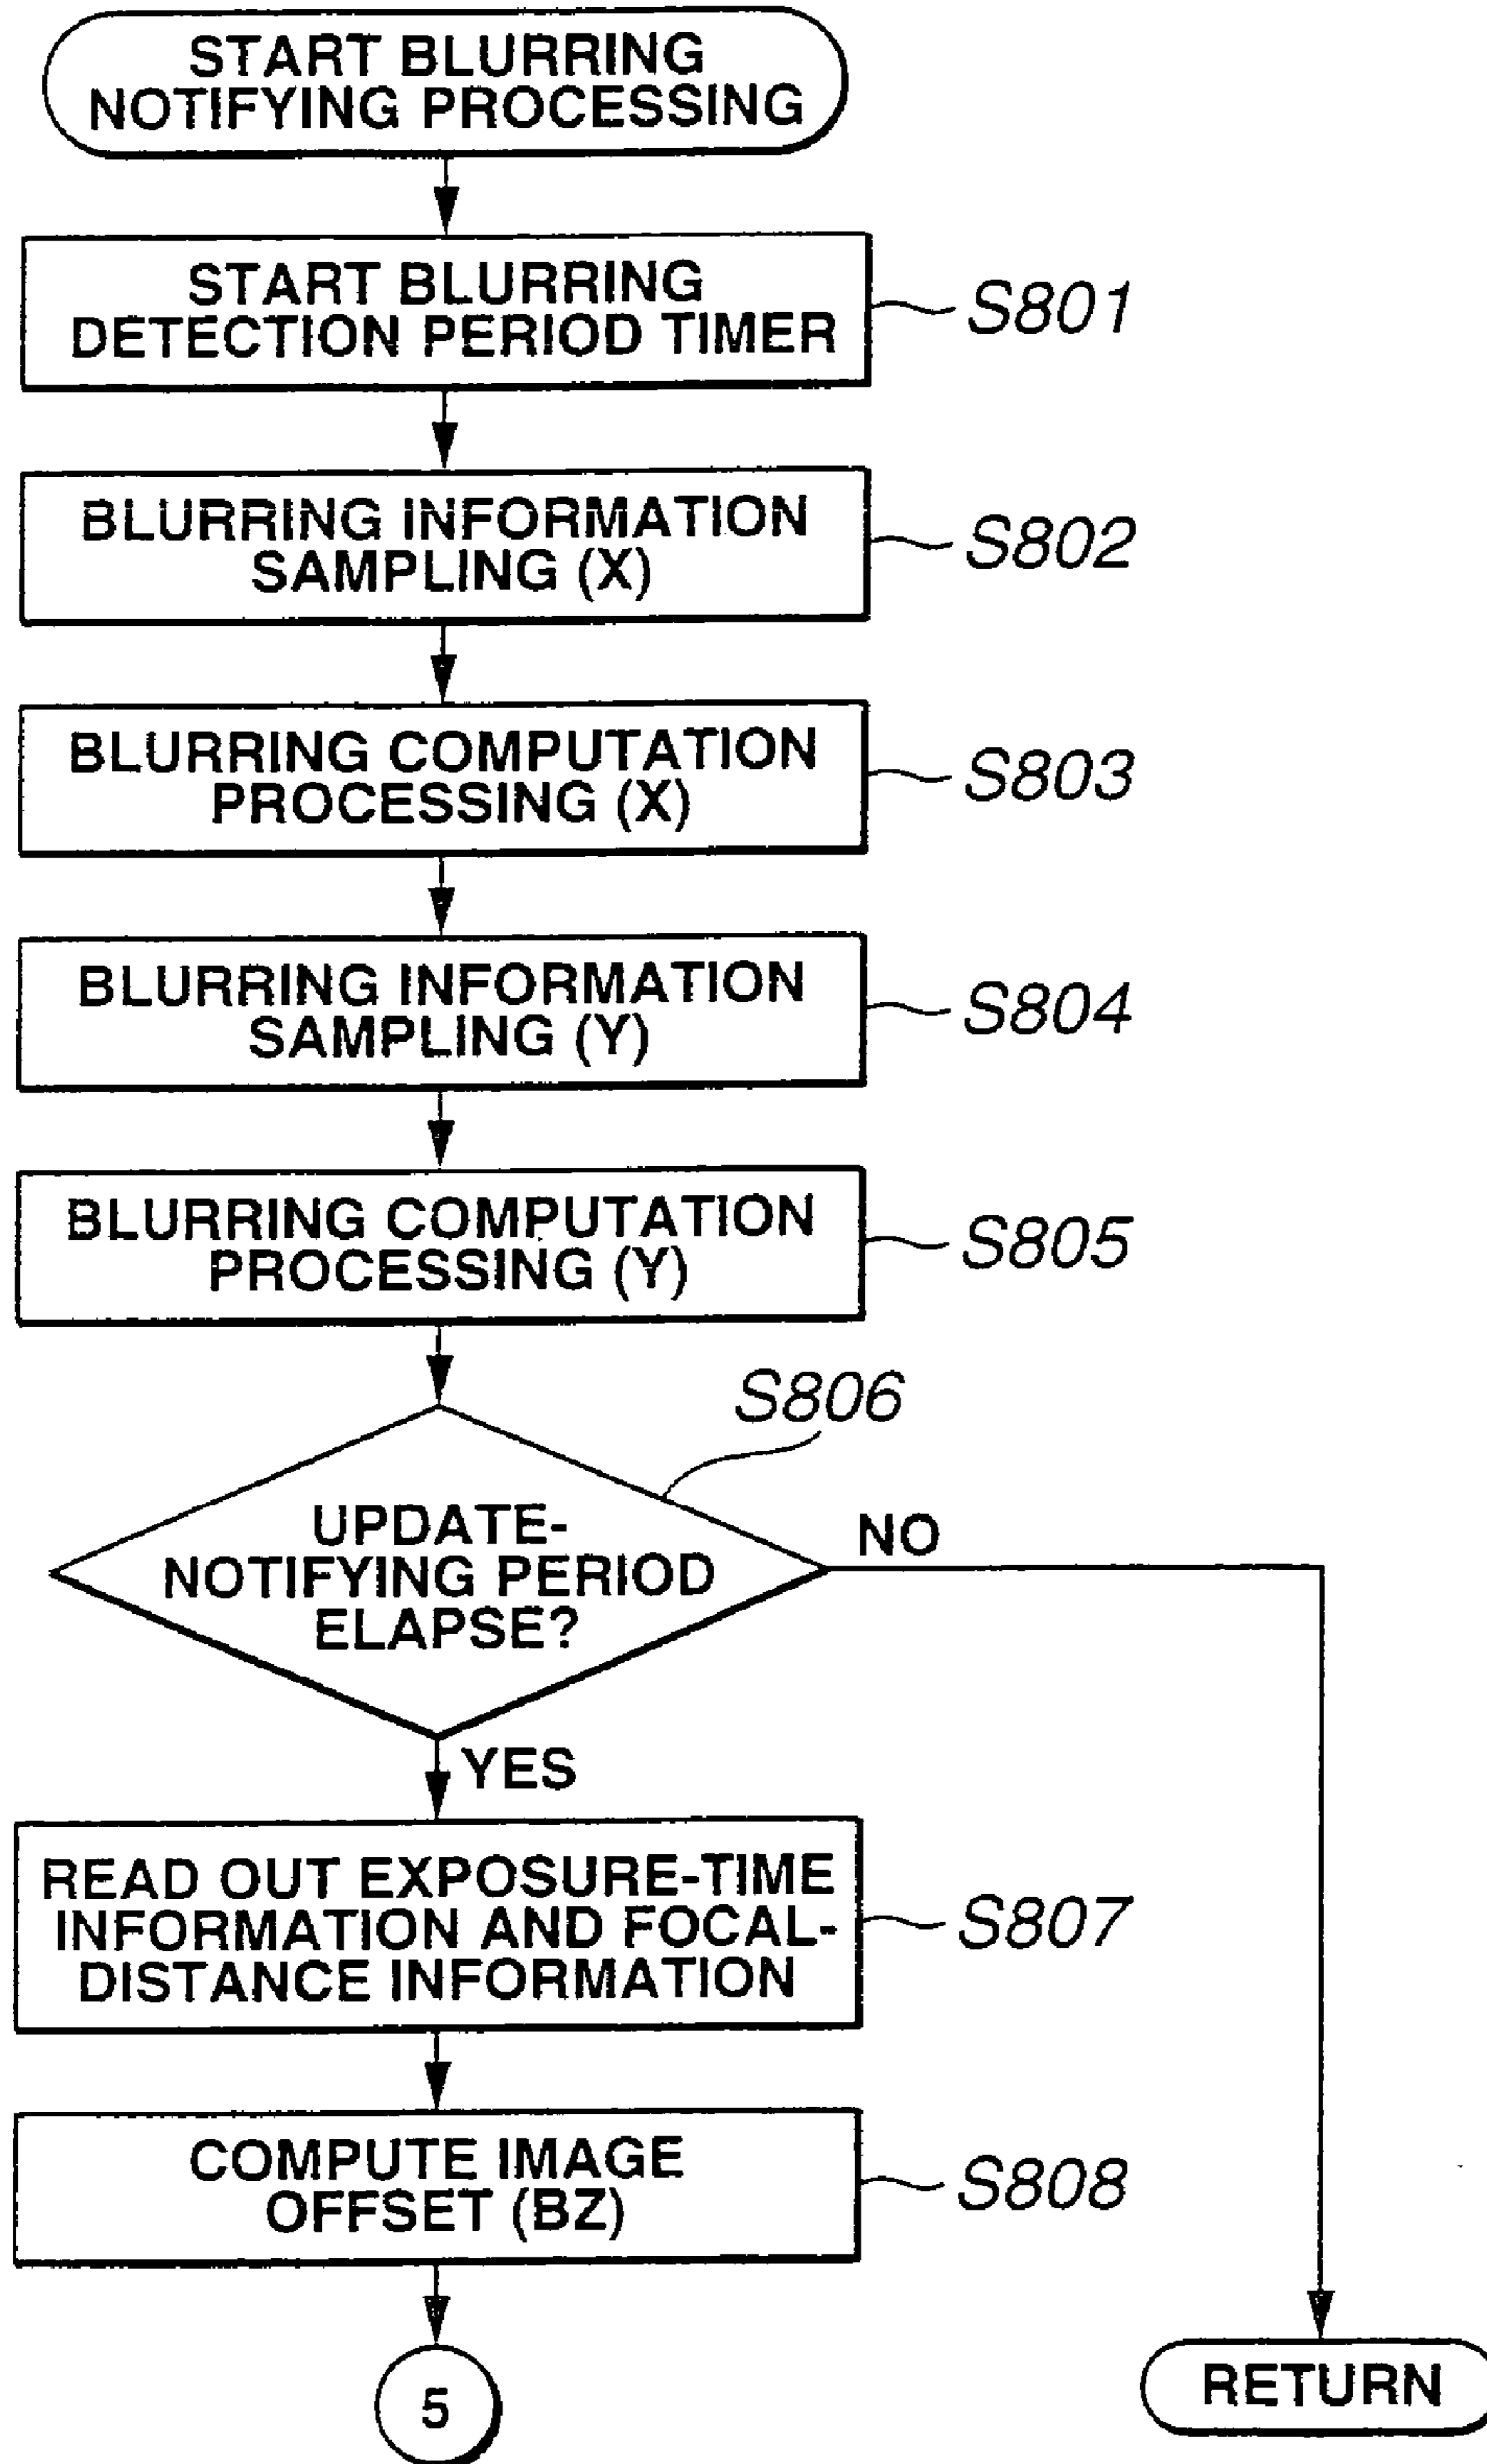 START BLURRING
NOTIFYING PROCESSING
START BLURRING
DETECTION PERIOD TIMER
S801
BLURRING INFORMATION
SAMPLING (X)
S802
BLURRING COMPUTATION
PROCESSING (X)
S803
BLURRING INFORMATION
SAMPLING (Y)
S804
BLURRING COMPUTATION
PROCESSING (Y)
S805
S806
UPDATE-
NOTIFYING PERIOD
ELAPSE?
NO
YES
READ OUT EXPOSURE-TIME
INFORMATION AND FOCAL-
DISTANCE INFORMATION
S807
COMPUTE IMAGE
OFFSET (BZ)
S808
5
RETURN